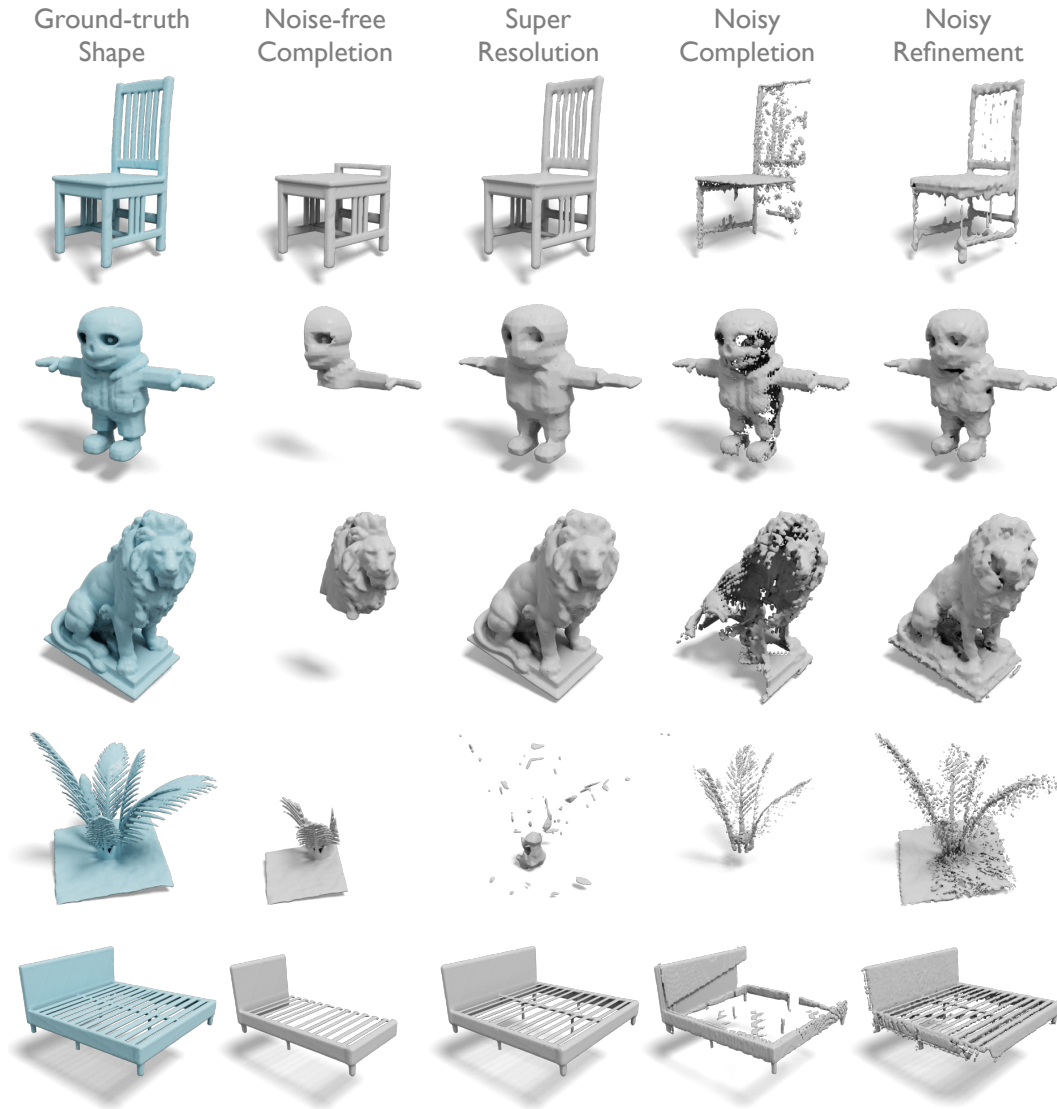 Ground-truth
Shape
Noise-free
Completion
Super
Resolution
Noisy
Completion
Noisy
Refinement